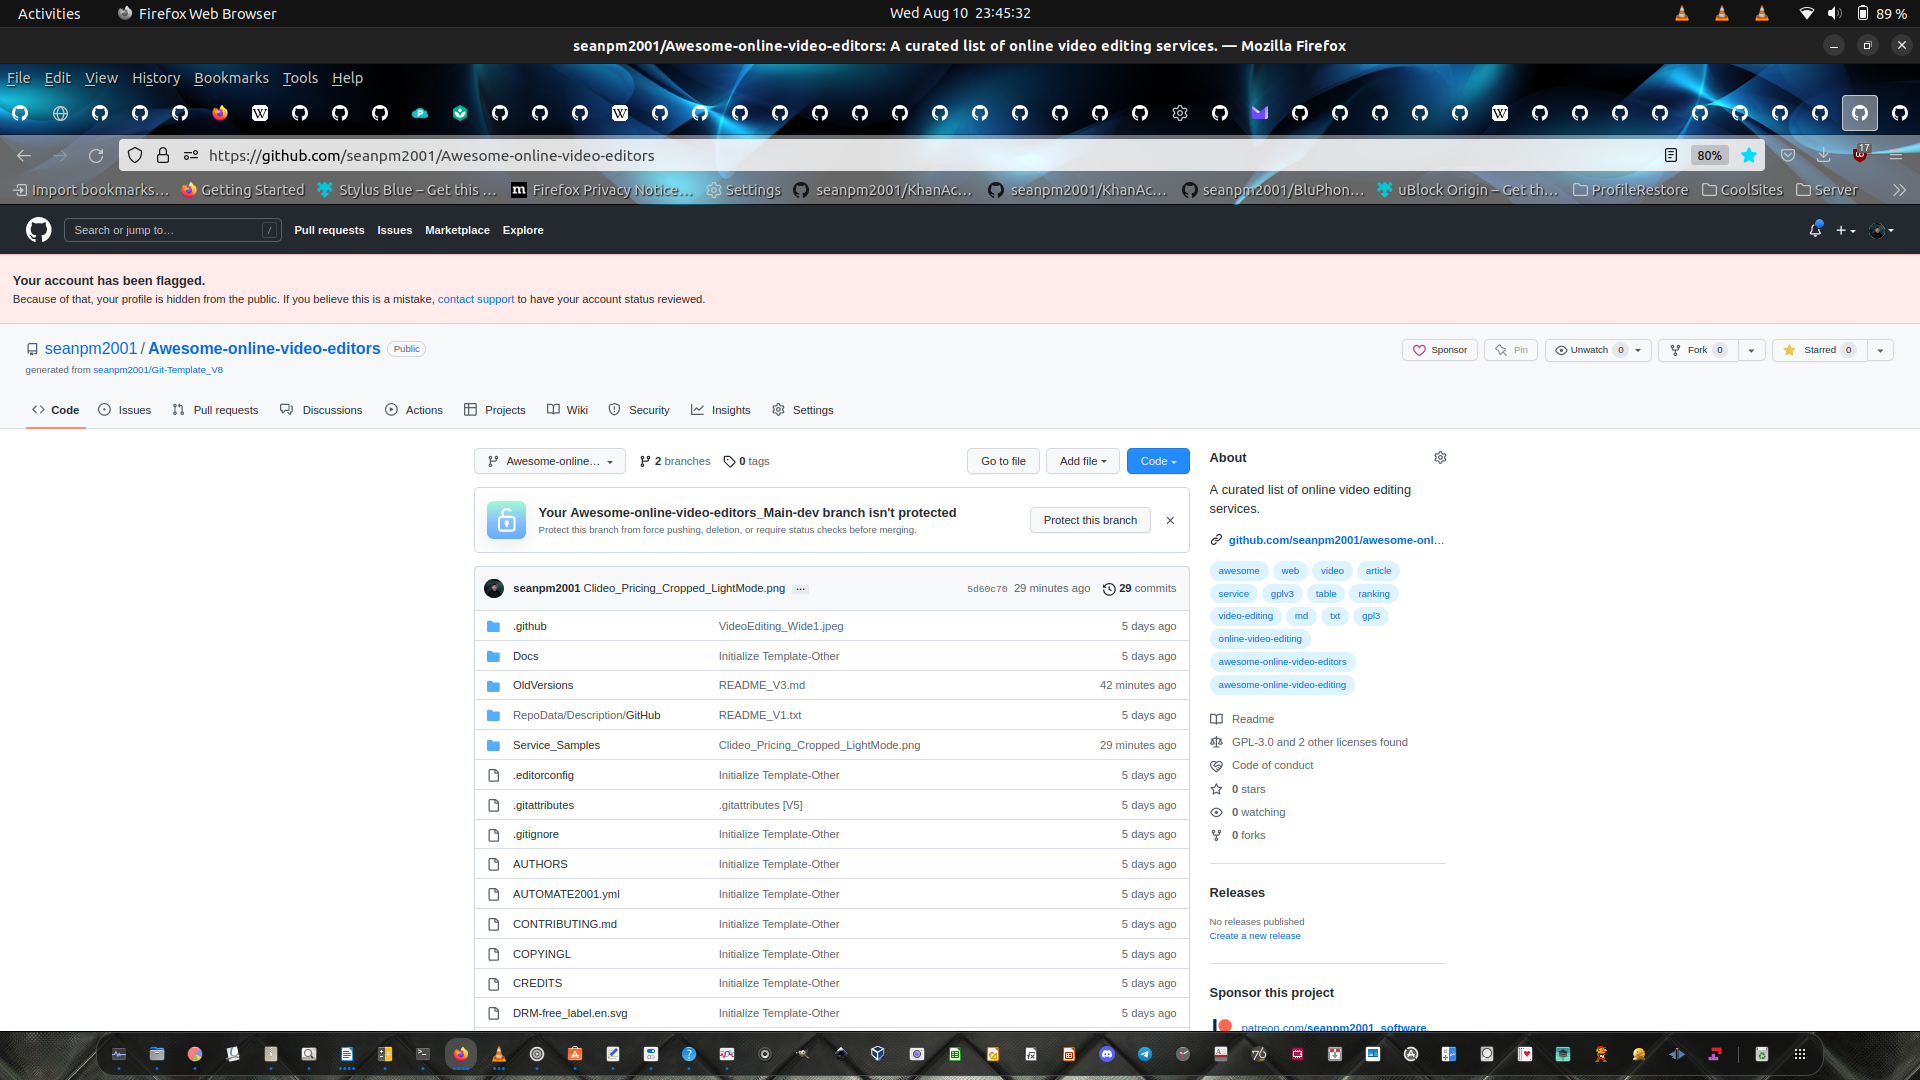 Activities Firefox Web Browser Wed Aug 10 23:45:32 89 %
seanpm2001/Awesome-online-video-editors: A curated list of online video editing services. — Mozilla Firefox
File Edit View History Bookmarks Tools Help
https://github.com/seanpm2001/Awesome-online-video-editors 80% 17
Import bookmarks… Getting Started Stylus Blue – Get this … Firefox Privacy Notice… Settings seanpm2001/KhanAc… seanpm2001/KhanAc… seanpm2001/BluPhon… uBlock Origin – Get th… ProfileRestore CoolSites Server
Search or jump to… / Pull requests Issues Marketplace Explore
Your account has been flagged.
Because of that, your profile is hidden from the public. If you believe this is a mistake, contact support to have your account status reviewed.
seanpm2001 / Awesome-online-video-editors Public Sponsor Pin Unwatch 0 Fork 0 Starred 0
generated from seanpm2001/Git-Template_V8
Code Issues Pull requests Discussions Actions Projects Wiki Security Insights Settings
Awesome-online… 2 branches 0 tags Go to file Add file Code
Your Awesome-online-video-editors_Main-dev branch isn't protected
Protect this branch from force pushing, deletion, or require status checks before merging.
Protect this branch
seanpm2001 Clideo_Pricing_Cropped_LightMode.png … 5d60c70 29 minutes ago 29 commits
.github VideoEditing_Wide1.jpeg 5 days ago
Docs Initialize Template-Other 5 days ago
OldVersions README_V3.md 42 minutes ago
RepoData/Description/GitHub README_V1.txt 5 days ago
Service_Samples Clideo_Pricing_Cropped_LightMode.png 29 minutes ago
.editorconfig Initialize Template-Other 5 days ago
.gitattributes .gitattributes [V5] 5 days ago
.gitignore Initialize Template-Other 5 days ago
AUTHORS Initialize Template-Other 5 days ago
AUTOMATE2001.yml Initialize Template-Other 5 days ago
CONTRIBUTING.md Initialize Template-Other 5 days ago
COPYINGL Initialize Template-Other 5 days ago
CREDITS Initialize Template-Other 5 days ago
DRM-free_label.en.svg Initialize Template-Other 5 days ago
About
A curated list of online video editing
services.
github.com/seanpm2001/awesome-onl…
awesome web video article
service gplv3 table ranking
video-editing md txt gpl3
online-video-editing
awesome-online-video-editors
awesome-online-video-editing
Readme
GPL-3.0 and 2 other licenses found
Code of conduct
0 stars
0 watching
0 forks
Releases
No releases published
Create a new release
Sponsor this project
patreon.com/seanpm2001_software